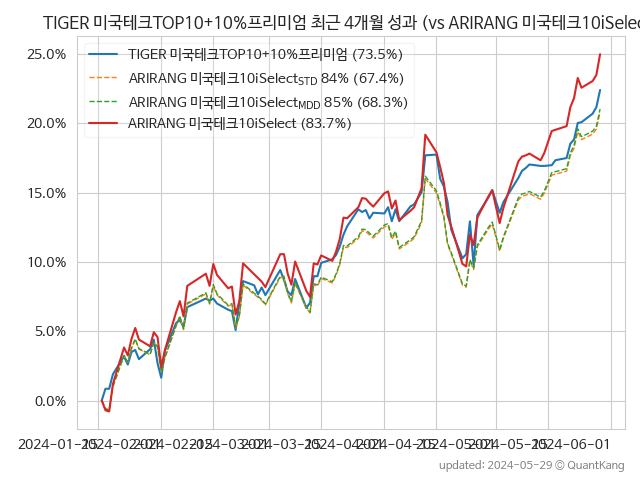 TIGER 미국테크TOP10+10%프리미엄 최근 4개월 성과 (vs ARIRANG 미국테크10iSelec
25.0%
20.0%
15.0%
10.0%
5.0%
0.0%
TIGER 미국테크TOP10+10%프리미엄 (73.5%)
ARIRANG 미국테크10iSelectSTD 84% (67.4%)
ARIRANG 미국테크10iSelectMDD 85% (68.3%)
ARIRANG 미국테크10iSelect (83.7%)
2024-01-15 2024-02-01 2024-02-15 2024-03-01 2024-03-15 2024-04-01 2024-04-15 2024-05-01 2024-05-15 2024-06-01
updated: 2024-05-29 © QuantKang